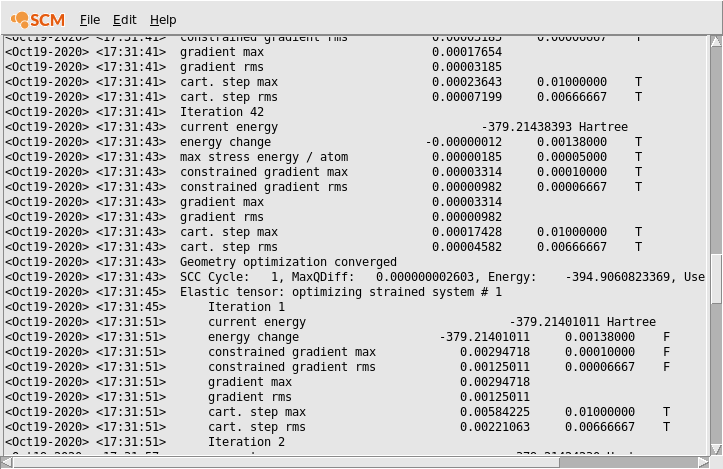 SCM File Edit Help
<Oct19-2020> <17:31:41> constrained gradient rms 0.00003185 0.00006667 T
<Oct19-2020> <17:31:41> gradient max 0.00017654
<Oct19-2020> <17:31:41> gradient rms 0.00003185
<Oct19-2020> <17:31:41> cart. step max 0.00023643 0.01000000 T
<Oct19-2020> <17:31:41> cart. step rms 0.00007199 0.00666667 T
<Oct19-2020> <17:31:41> Iteration 42
<Oct19-2020> <17:31:43> current energy -379.21438393 Hartree
<Oct19-2020> <17:31:43> energy change -0.00000012 0.00138000 T
<Oct19-2020> <17:31:43> max stress energy / atom 0.00000185 0.00005000 T
<Oct19-2020> <17:31:43> constrained gradient max 0.00003314 0.00010000 T
<Oct19-2020> <17:31:43> constrained gradient rms 0.00000982 0.00006667 T
<Oct19-2020> <17:31:43> gradient max 0.00003314
<Oct19-2020> <17:31:43> gradient rms 0.00000982
<Oct19-2020> <17:31:43> cart. step max 0.00017428 0.01000000 T
<Oct19-2020> <17:31:43> cart. step rms 0.00004582 0.00666667 T
<Oct19-2020> <17:31:43> Geometry optimization converged
<Oct19-2020> <17:31:43> SCC Cycle: 1, MaxQDiff: 0.000000002603, Energy: -394.9060823369, Use
<Oct19-2020> <17:31:45> Elastic tensor: optimizing strained system # 1
<Oct19-2020> <17:31:45> Iteration 1
<Oct19-2020> <17:31:51> current energy -379.21401011 Hartree
<Oct19-2020> <17:31:51> energy change -379.21401011 0.00138000 F
<Oct19-2020> <17:31:51> constrained gradient max 0.00294718 0.00010000 F
<Oct19-2020> <17:31:51> constrained gradient rms 0.00125011 0.00006667 F
<Oct19-2020> <17:31:51> gradient max 0.00294718
<Oct19-2020> <17:31:51> gradient rms 0.00125011
<Oct19-2020> <17:31:51> cart. step max 0.00584225 0.01000000 T
<Oct19-2020> <17:31:51> cart. step rms 0.00221063 0.00666667 T
<Oct19-2020> <17:31:51> Iteration 2